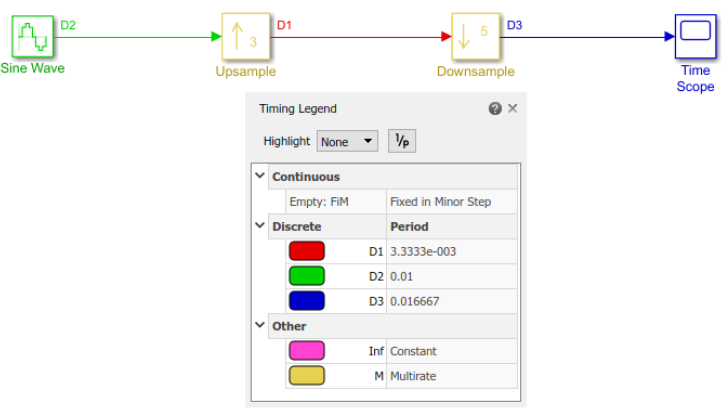 D2
D1
D3
3
5
Sine Wave
Upsample
Downsample
Time
Scope
Timing Legend
Highlight None 1/p
Continuous
Empty: FiM Fixed in Minor Step
Discrete Period
D1 3.3333e-003
D2 0.01
D3 0.016667
Other
Inf Constant
M Multirate